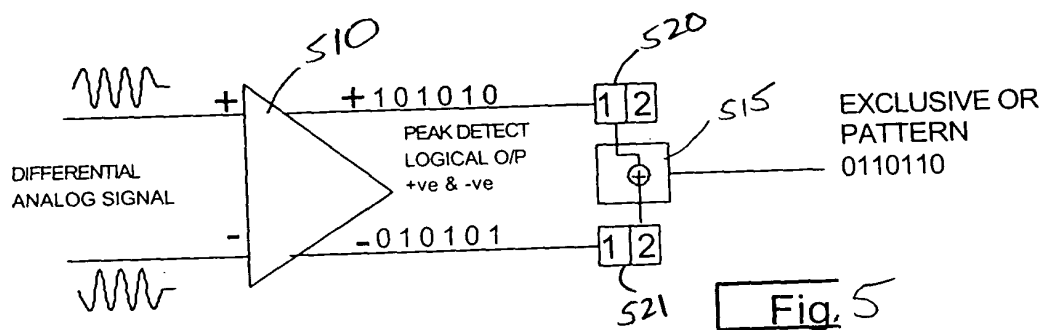 510
520
515
+
+101010
1 2
EXCLUSIVE OR
PATTERN
0110110
PEAK DETECT
LOGICAL O/P
+ve & -ve
DIFFERENTIAL
ANALOG SIGNAL
+
-
-010101
1 2
521
Fig. 5